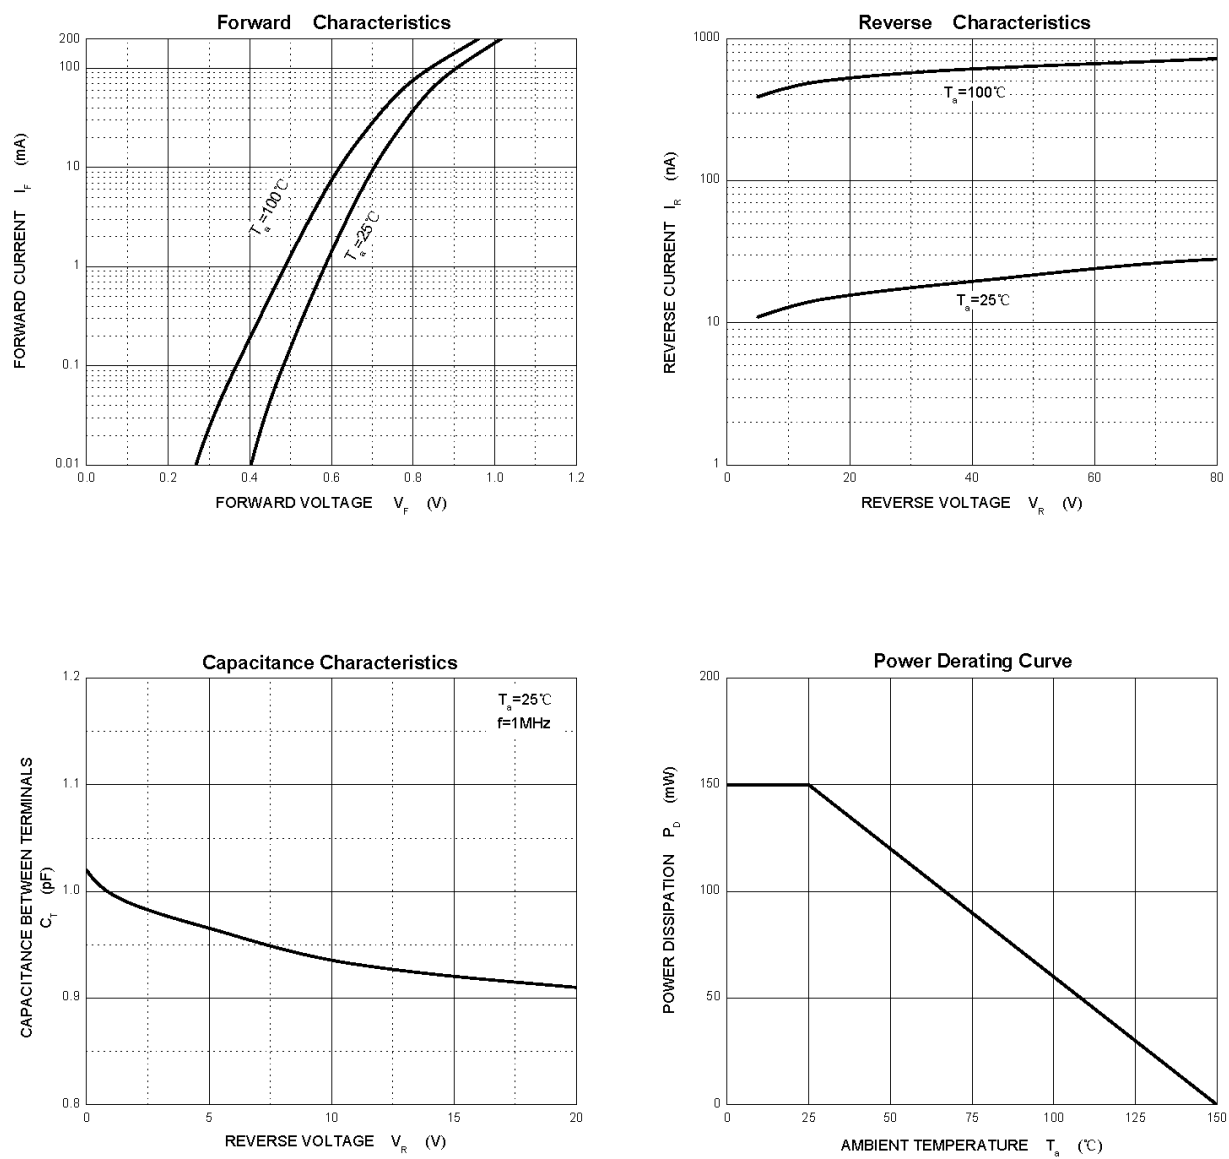 Forward Characteristics
200
100
10
1
0.1
0.01
0.0
0.2
0.4
0.6
0.8
1.0
1.2
FORWARD CURRENT I_F (mA)
T_a=100℃
T_a=25℃
FORWARD VOLTAGE V_F (V)
Reverse Characteristics
1000
100
10
1
0
20
40
60
80
REVERSE CURRENT I_R (nA)
T_a=100℃
T_a=25℃
REVERSE VOLTAGE V_R (V)
Capacitance Characteristics
1.2
1.1
1.0
0.9
0.8
0
5
10
15
20
T_a=25℃
f=1MHz
CAPACITANCE BETWEEN TERMINALS
C_T (pF)
REVERSE VOLTAGE V_R (V)
Power Derating Curve
200
150
100
50
0
0
25
50
75
100
125
150
POWER DISSIPATION P_D (mW)
AMBIENT TEMPERATURE T_a (℃)